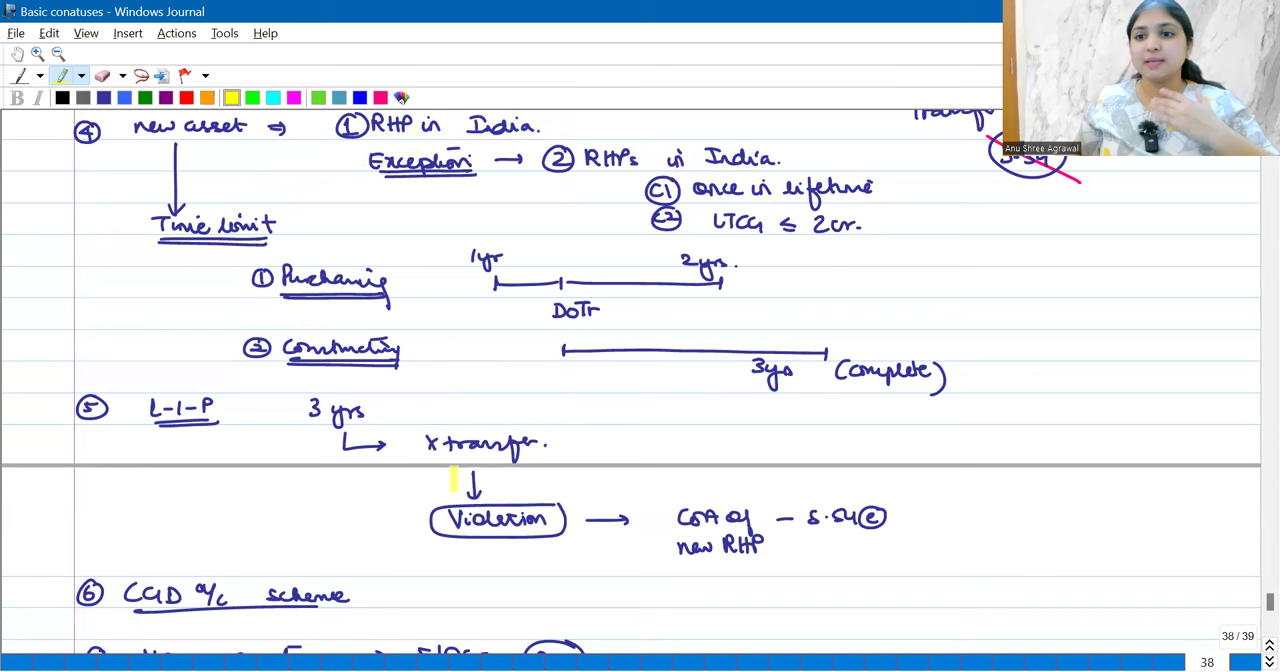 Basic conatuses - Windows Journal
File Edit View Insert Actions Tools Help
B I
Anu Shree Agrawal
S-54
④ new asset ⇒ ① RHP in India.
Exception → ② RHPs in India.
C1 once in lifetime
C2 LTCG ≤ 2cr.
Time limit
1yr 2yrs.
① Purchasing
DoTr
② Constructing
3yrs (complete)
⑤ L-I-P 3 yrs
x transfer.
Violation → CoA of - S.54 e
new RHP
⑥ CGD a/c scheme
38 / 39
38